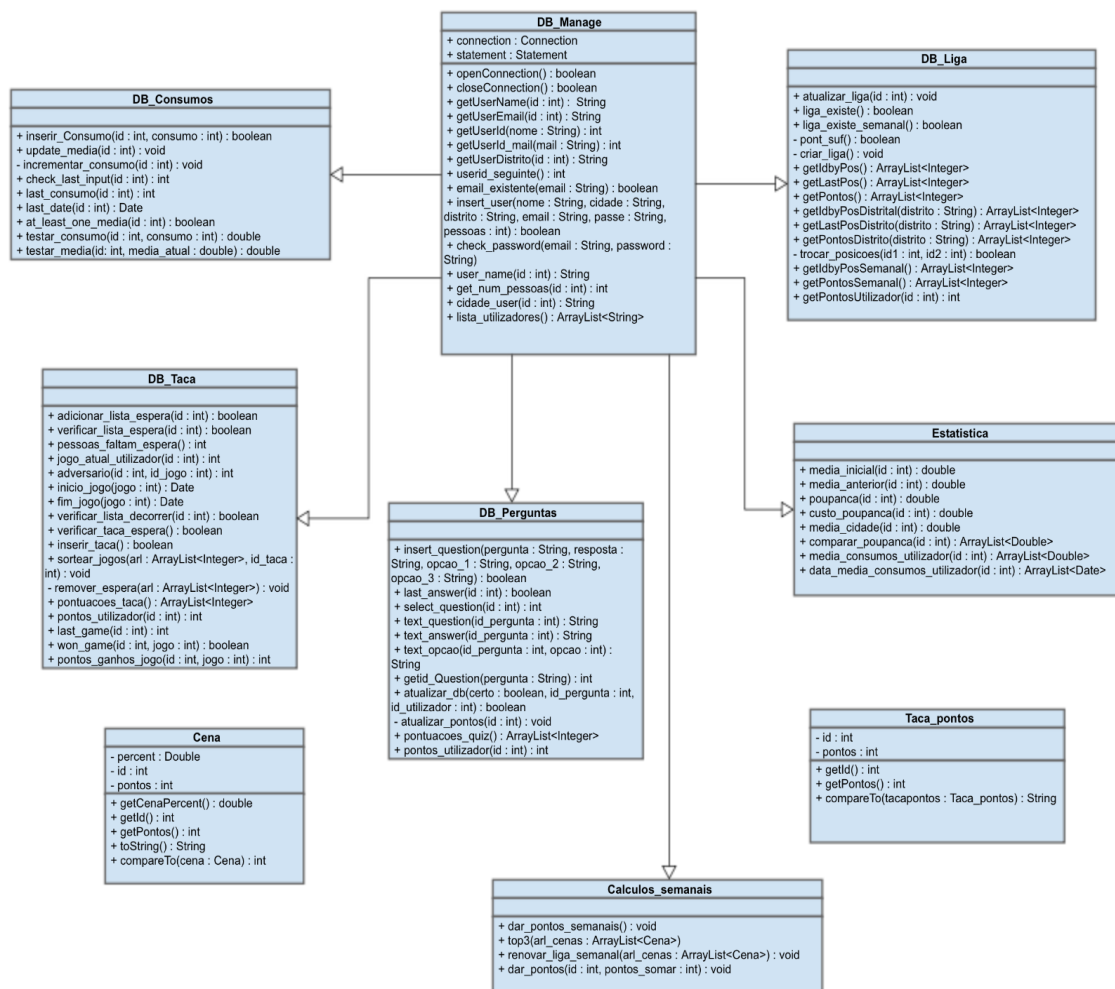 DB_Manage
+ connection : Connection
+ statement : Statement
+ openConnection() : boolean
+ closeConnection() : boolean
+ getUserName(id : int) : String
+ getUserEmail(id : int) : String
+ getUserId(nome : String) : int
+ getUserId_mail(mail : String) : int
+ getUserDistrito(id : int) : String
+ userid_seguinte() : int
+ email_existente(email : String) : boolean
+ insert_user(nome : String, cidade : String,
distrito : String, email : String, passe : String,
pessoas : int) : boolean
+ check_password(email : String, password :
String)
+ user_name(id : int) : String
+ get_num_pessoas(id : int) : int
+ cidade_user(id : int) : String
+ lista_utilizadores() : ArrayList<String>
DB_Consumos
+ inserir_Consumo(id : int, consumo : int) : boolean
+ update_media(id : int) : void
- incrementar_consumo(id : int) : void
+ check_last_input(id : int) : int
+ last_consumo(id : int) : int
+ last_date(id : int) : Date
+ at_least_one_media(id : int) : boolean
+ testar_consumo(id : int, consumo : int) : double
+ testar_media(id: int, media_atual : double) : double
DB_Liga
+ atualizar_liga(id : int) : void
+ liga_existe() : boolean
+ liga_existe_semanal() : boolean
- pont_suf() : boolean
- criar_liga() : void
+ getIdbyPos() : ArrayList<Integer>
+ getLastPos() : ArrayList<Integer>
+ getPontos() : ArrayList<Integer>
+ getIdbyPosDistrital(distrito : String) : ArrayList<Integer>
+ getLastPosDistrito(distrito : String) : ArrayList<Integer>
+ getPontosDistrito(distrito : String) : ArrayList<Integer>
- trocar_posicoes(id1 : int, id2 : int) : boolean
+ getIdbyPosSemanal() : ArrayList<Integer>
+ getPontosSemanal() : ArrayList<Integer>
+ getPontosUtilizador(id : int) : int
DB_Taca
+ adicionar_lista_espera(id : int) : boolean
+ verificar_lista_espera(id : int) : boolean
+ pessoas_faltam_espera() : int
+ jogo_atual_utilizador(id : int) : int
+ adversario(id : int, id_jogo : int) : int
+ inicio_jogo(jogo : int) : Date
+ fim_jogo(jogo : int) : Date
+ verificar_lista_decorrer(id : int) : boolean
+ verificar_taca_espera() : boolean
+ inserir_taca() : boolean
+ sortear_jogos(arl : ArrayList<Integer>, id_taca :
int) : void
- remover_espera(arl : ArrayList<Integer>) : void
+ pontuacoes_taca() : ArrayList<Integer>
+ pontos_utilizador(id : int) : int
+ last_game(id : int) : int
+ won_game(id : int, jogo : int) : boolean
+ pontos_ganhos_jogo(id : int, jogo : int) : int
DB_Perguntas
+ insert_question(pergunta : String, resposta :
String, opcao_1 : String, opcao_2 : String,
opcao_3 : String) : boolean
+ last_answer(id : int) : boolean
+ select_question(id : int) : int
+ text_question(id_pergunta : int) : String
+ text_answer(id_pergunta : int) : String
+ text_opcao(id_pergunta : int, opcao : int) :
String
+ getid_Question(pergunta : String) : int
+ atualizar_db(certo : boolean, id_pergunta : int,
id_utilizador : int) : boolean
- atualizar_pontos(id : int) : void
+ pontuacoes_quiz() : ArrayList<Integer>
+ pontos_utilizador(id : int) : int
Estatistica
+ media_inicial(id : int) : double
+ media_anterior(id : int) : double
+ poupanca(id : int) : double
+ custo_poupanca(id : int) : double
+ media_cidade(id : int) : double
+ comparar_poupanca(id : int) : ArrayList<Double>
+ media_consumos_utilizador(id : int) : ArrayList<Double>
+ data_media_consumos_utilizador(id : int) : ArrayList<Date>
Cena
- percent : Double
- id : int
- pontos : int
+ getCenaPercent() : double
+ getId() : int
+ getPontos() : int
+ toString() : String
+ compareTo(cena : Cena) : int
Taca_pontos
- id : int
- pontos : int
+ getId() : int
+ getPontos() : int
+ compareTo(tacapontos : Taca_pontos) : String
Calculos_semanais
+ dar_pontos_semanais() : void
+ top3(arl_cenas : ArrayList<Cena>)
+ renovar_liga_semanal(arl_cenas : ArrayList<Cena>) : void
+ dar_pontos(id : int, pontos_somar : int) : void